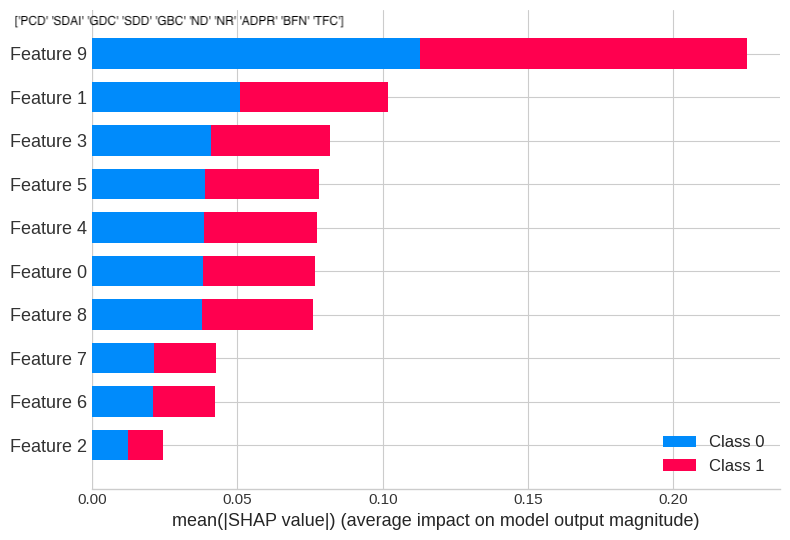 ['PCD' 'SDAI' 'GDC' 'SDD' 'GBC' 'ND' 'NR' 'ADPR' 'BFN' 'TFC']
Feature 9
Feature 1
Feature 3
Feature 5
Feature 4
Feature 0
Feature 8
Feature 7
Feature 6
Feature 2
Class 0
Class 1
0.00 0.05 0.10 0.15 0.20
mean(|SHAP value|) (average impact on model output magnitude)